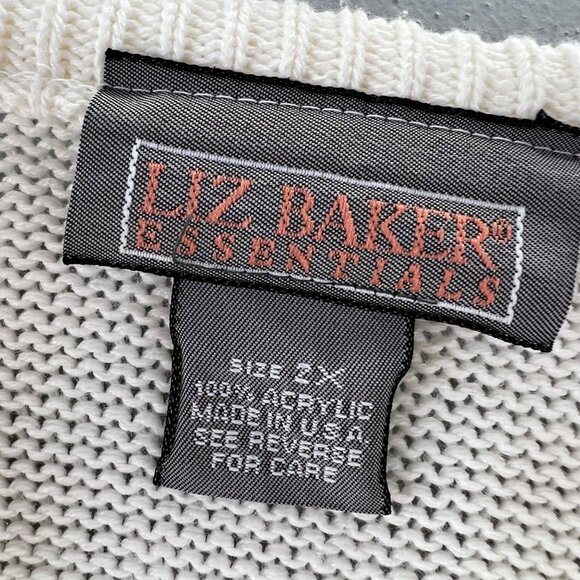 LIZ BAKER®
ESSENTIALS
SIZE 2X
100% ACRYLIC
MADE IN U.S.A.
SEE REVERSE
FOR CARE